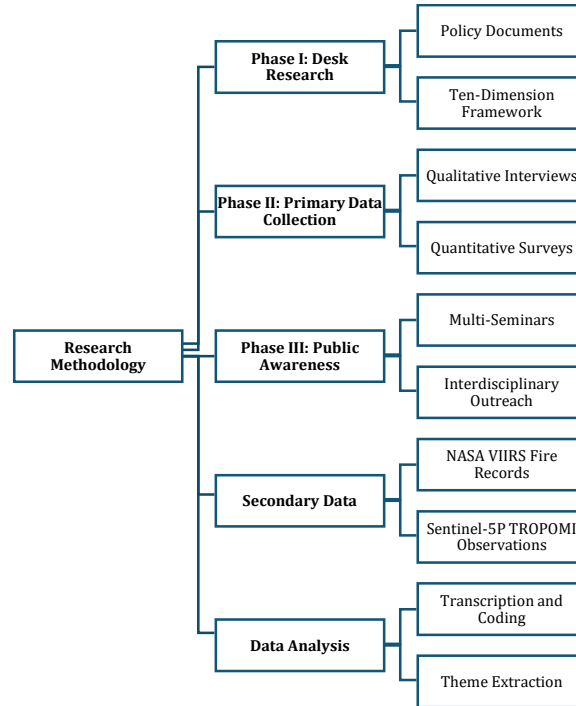 Research
Methodology
Phase I: Desk
Research
Policy Documents
Ten-Dimension
Framework
Phase II: Primary Data
Collection
Qualitative Interviews
Quantitative Surveys
Phase III: Public
Awareness
Multi-Seminars
Interdisciplinary
Outreach
Secondary Data
NASA VIIRS Fire
Records
Sentinel-5P TROPOMI
Observations
Data Analysis
Transcription and
Coding
Theme Extraction